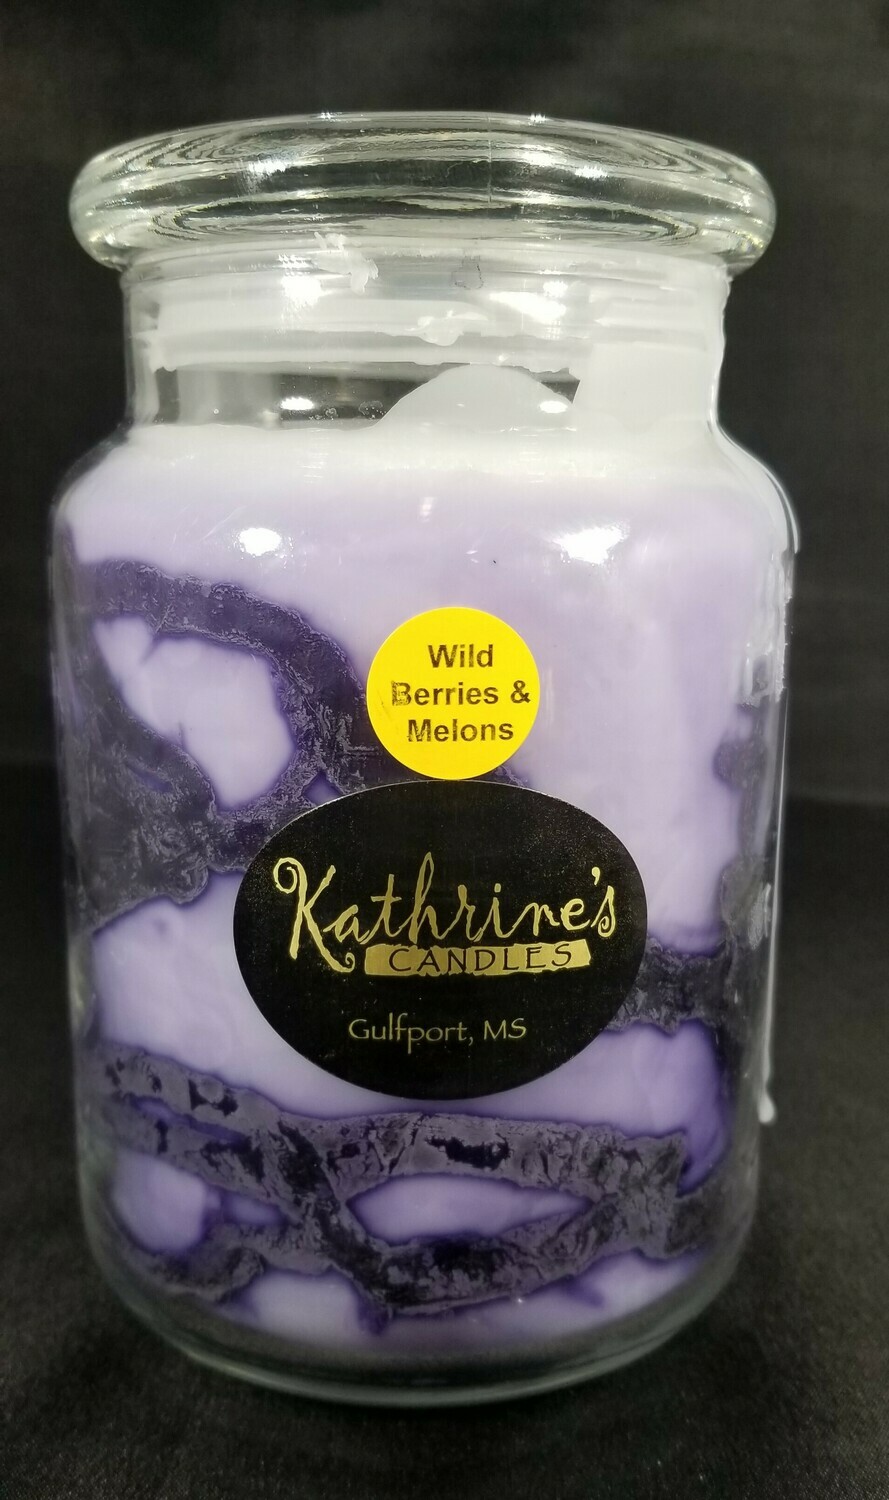 Wild
Berries &
Melons
Kathrine's
CANDLES
Gulfport, MS